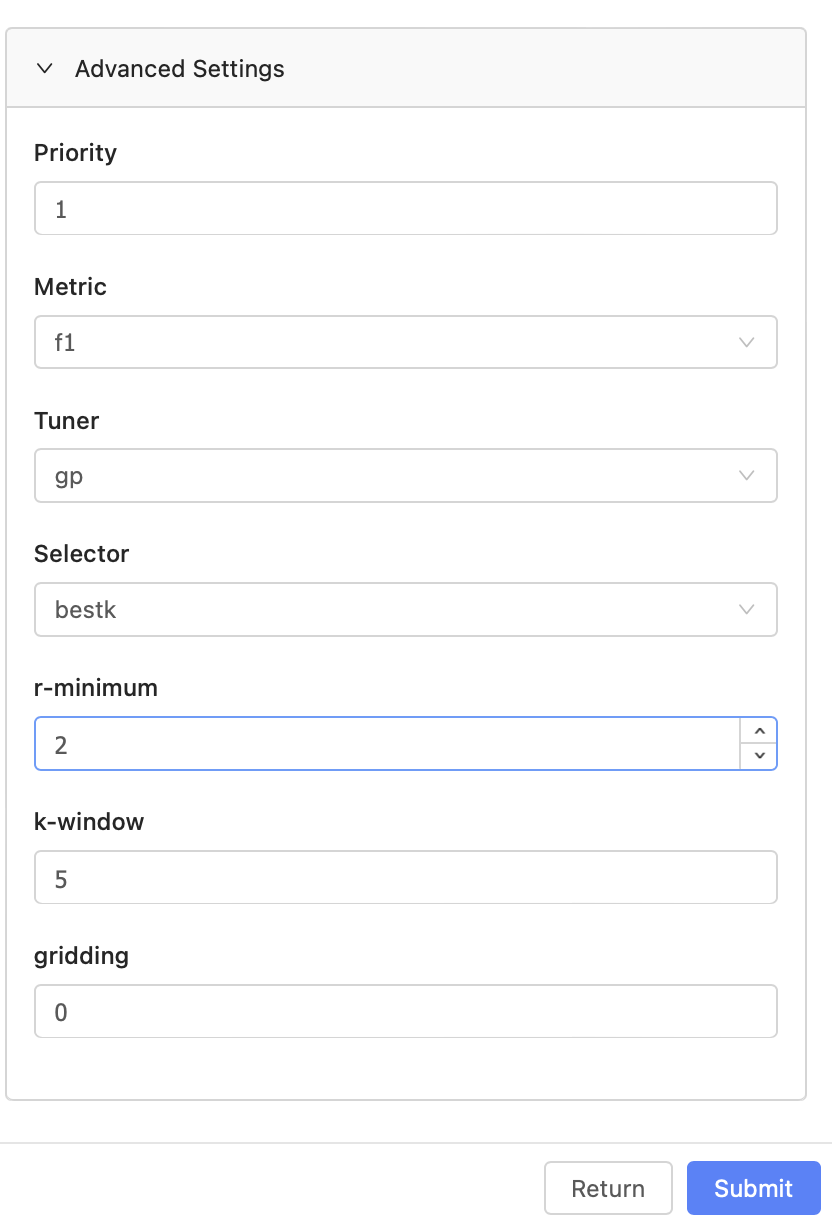 Advanced Settings
Priority
1
Metric
f1
Tuner
gp
Selector
bestk
r-minimum
2
k-window
5
gridding
0
Return
Submit